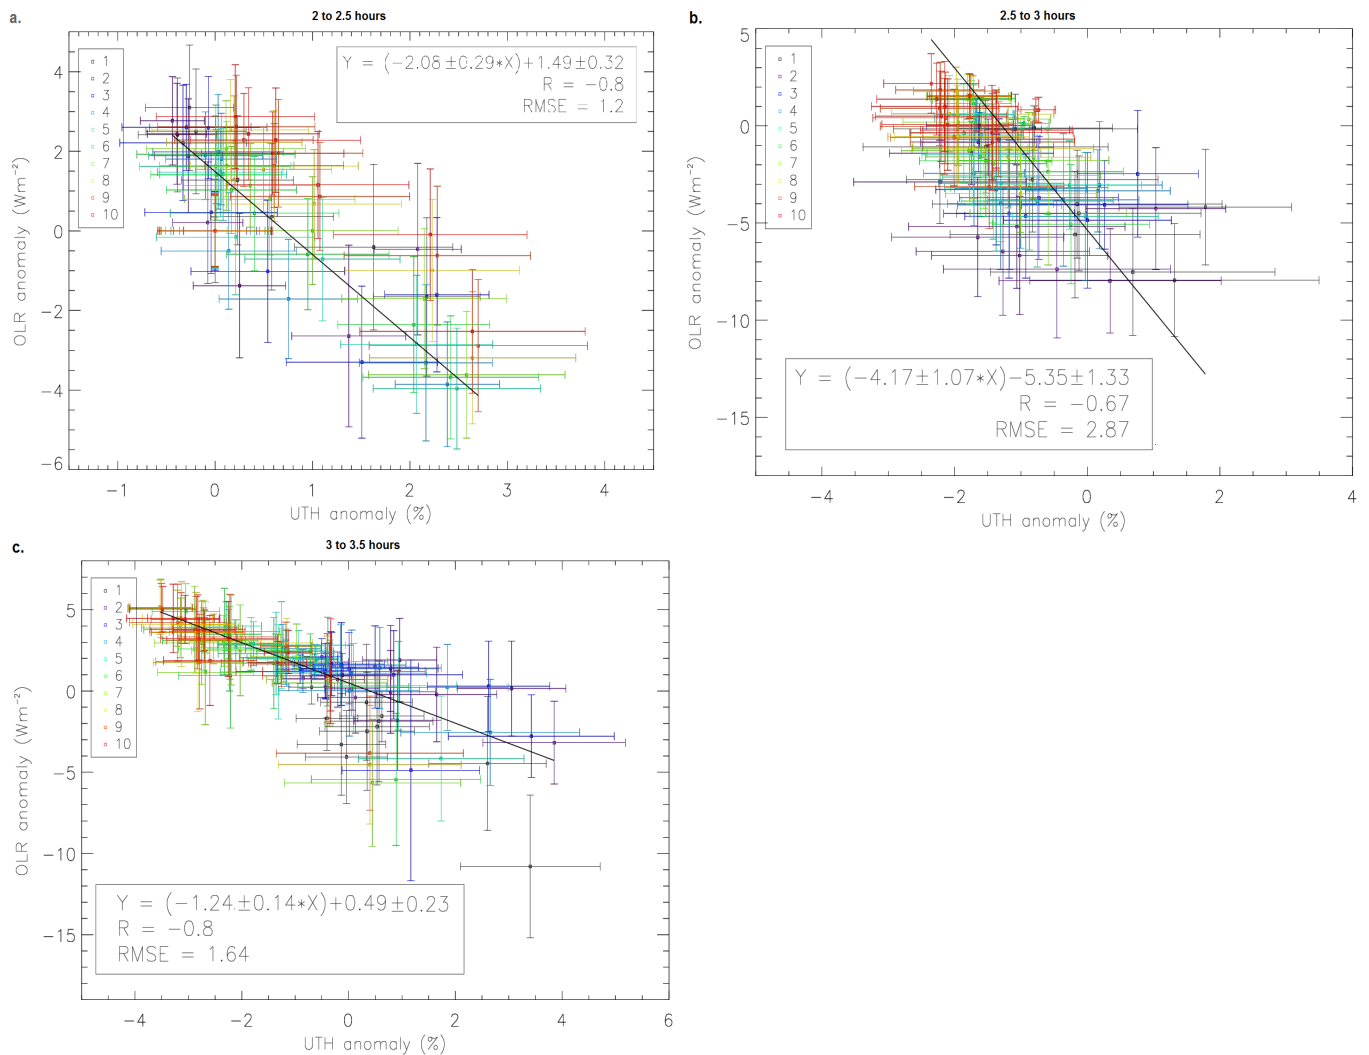 a.
2 to 2.5 hours
1
2
3
4
5
6
7
8
9
10
Y = (−2.08±0.29*X)+1.49±0.32
R = −0.8
RMSE = 1.2
4
2
0
−2
−4
−6
OLR anomaly (Wm⁻²)
−1 0 1 2 3 4
UTH anomaly (%)
b.
2.5 to 3 hours
1
2
3
4
5
6
7
8
9
10
5
0
−5
−10
−15
OLR anomaly (Wm⁻²)
Y = (−4.17±1.07*X)−5.35±1.33
R = −0.67
RMSE = 2.87
−4 −2 0 2 4
UTH anomaly (%)
c.
3 to 3.5 hours
1
2
3
4
5
6
7
8
9
10
5
0
−5
−10
−15
OLR anomaly (Wm⁻²)
Y = (−1.24±0.14*X)+0.49±0.23
R = −0.8
RMSE = 1.64
−4 −2 0 2 4 6
UTH anomaly (%)